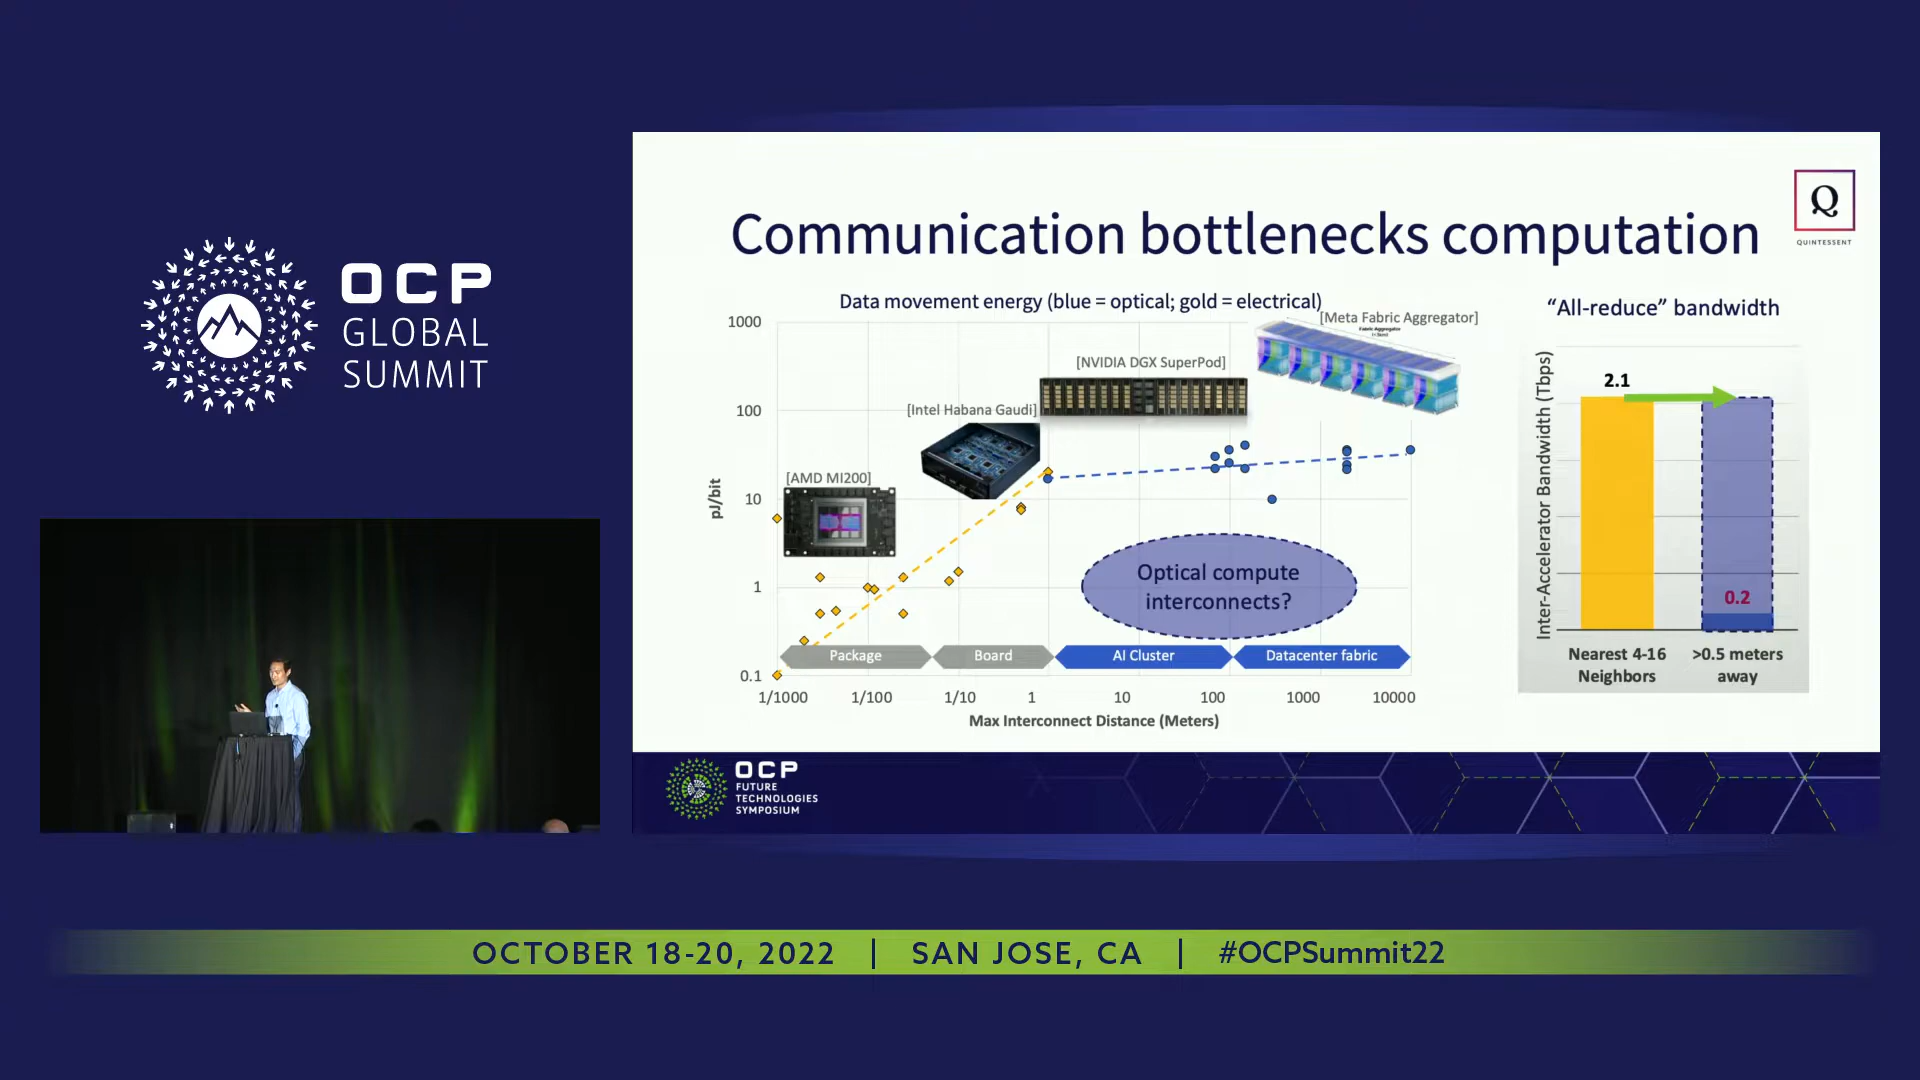 OCP
GLOBAL
SUMMIT
Q
QUINTESSENT
Communication bottlenecks computation
Data movement energy (blue = optical; gold = electrical)
[Meta Fabric Aggregator]
Fabric Aggregator
[NVIDIA DGX SuperPod]
[Intel Habana Gaudi]
[AMD MI200]
pJ/bit
1000
100
10
1
0.1
Optical compute
interconnects?
Package
Board
AI Cluster
Datacenter fabric
1/1000
1/100
1/10
1
10
100
1000
10000
Max Interconnect Distance (Meters)
“All-reduce” bandwidth
Inter-Accelerator Bandwidth (Tbps)
2.1
0.2
Nearest 4-16
Neighbors
>0.5 meters
away
OCP
FUTURE
TECHNOLOGIES
SYMPOSIUM
OCTOBER 18-20, 2022 | SAN JOSE, CA | #OCPSummit22